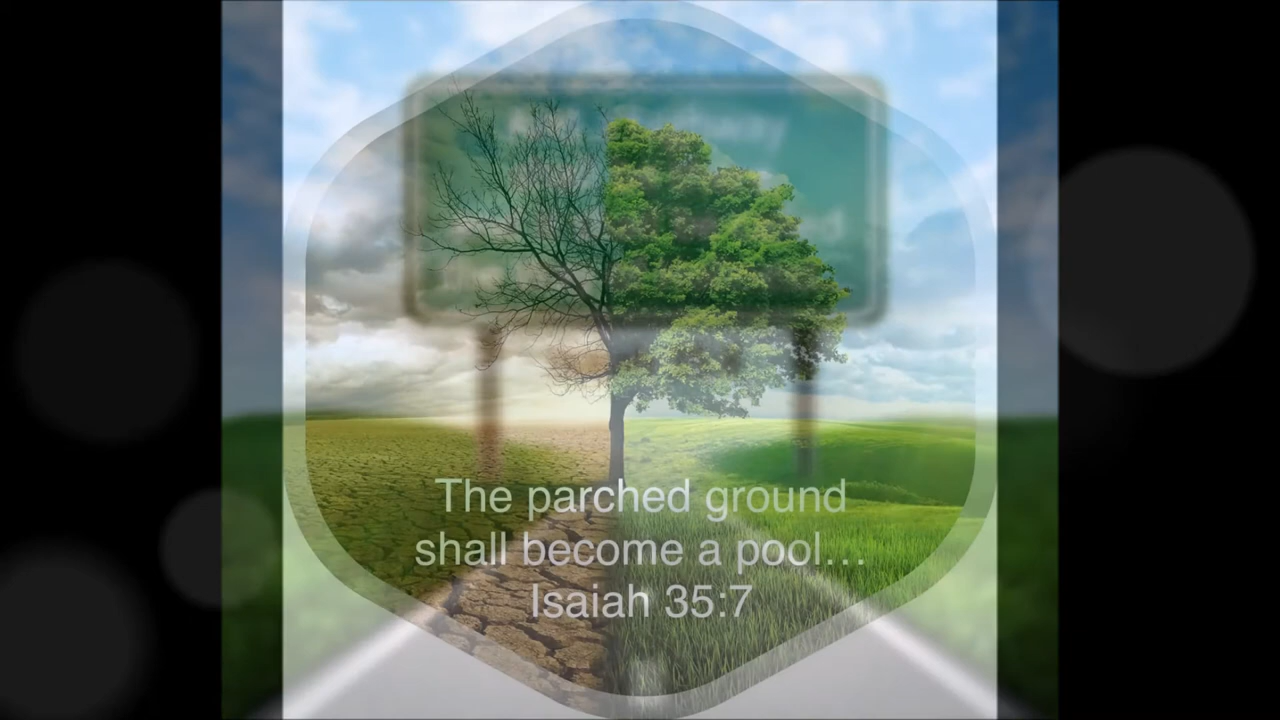 The parched ground
shall become a pool...
Isaiah 35:7